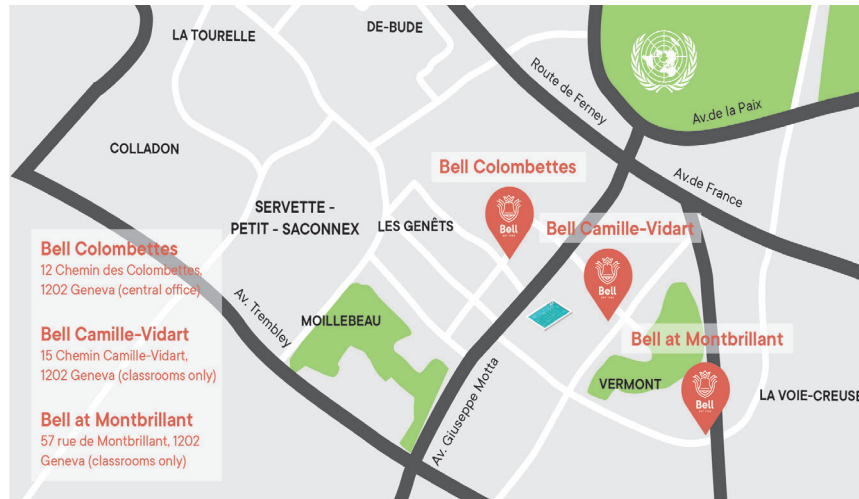 DE-BUDE
LA TOURELLE
Route de Ferney
Av.de la Paix
COLLADON
Bell Colombettes
Av.de France
Bell
SERVETTE -
PETIT - SACONNEX
LES GENÊTS
Bell Camille-Vidart
Bell
Bell Colombettes
12 Chemin des Colombettes,
1202 Geneva (central office)
Av. Trembley
MOILLEBEAU
Bell Camille-Vidart
15 Chemin Camille-Vidart,
1202 Geneva (classrooms only)
Bell at Montbrillant
VERMONT
Bell
LA VOIE-CREUSE
Av. Giuseppe Motta
Bell at Montbrillant
57 rue de Montbrillant, 1202
Geneva (classrooms only)